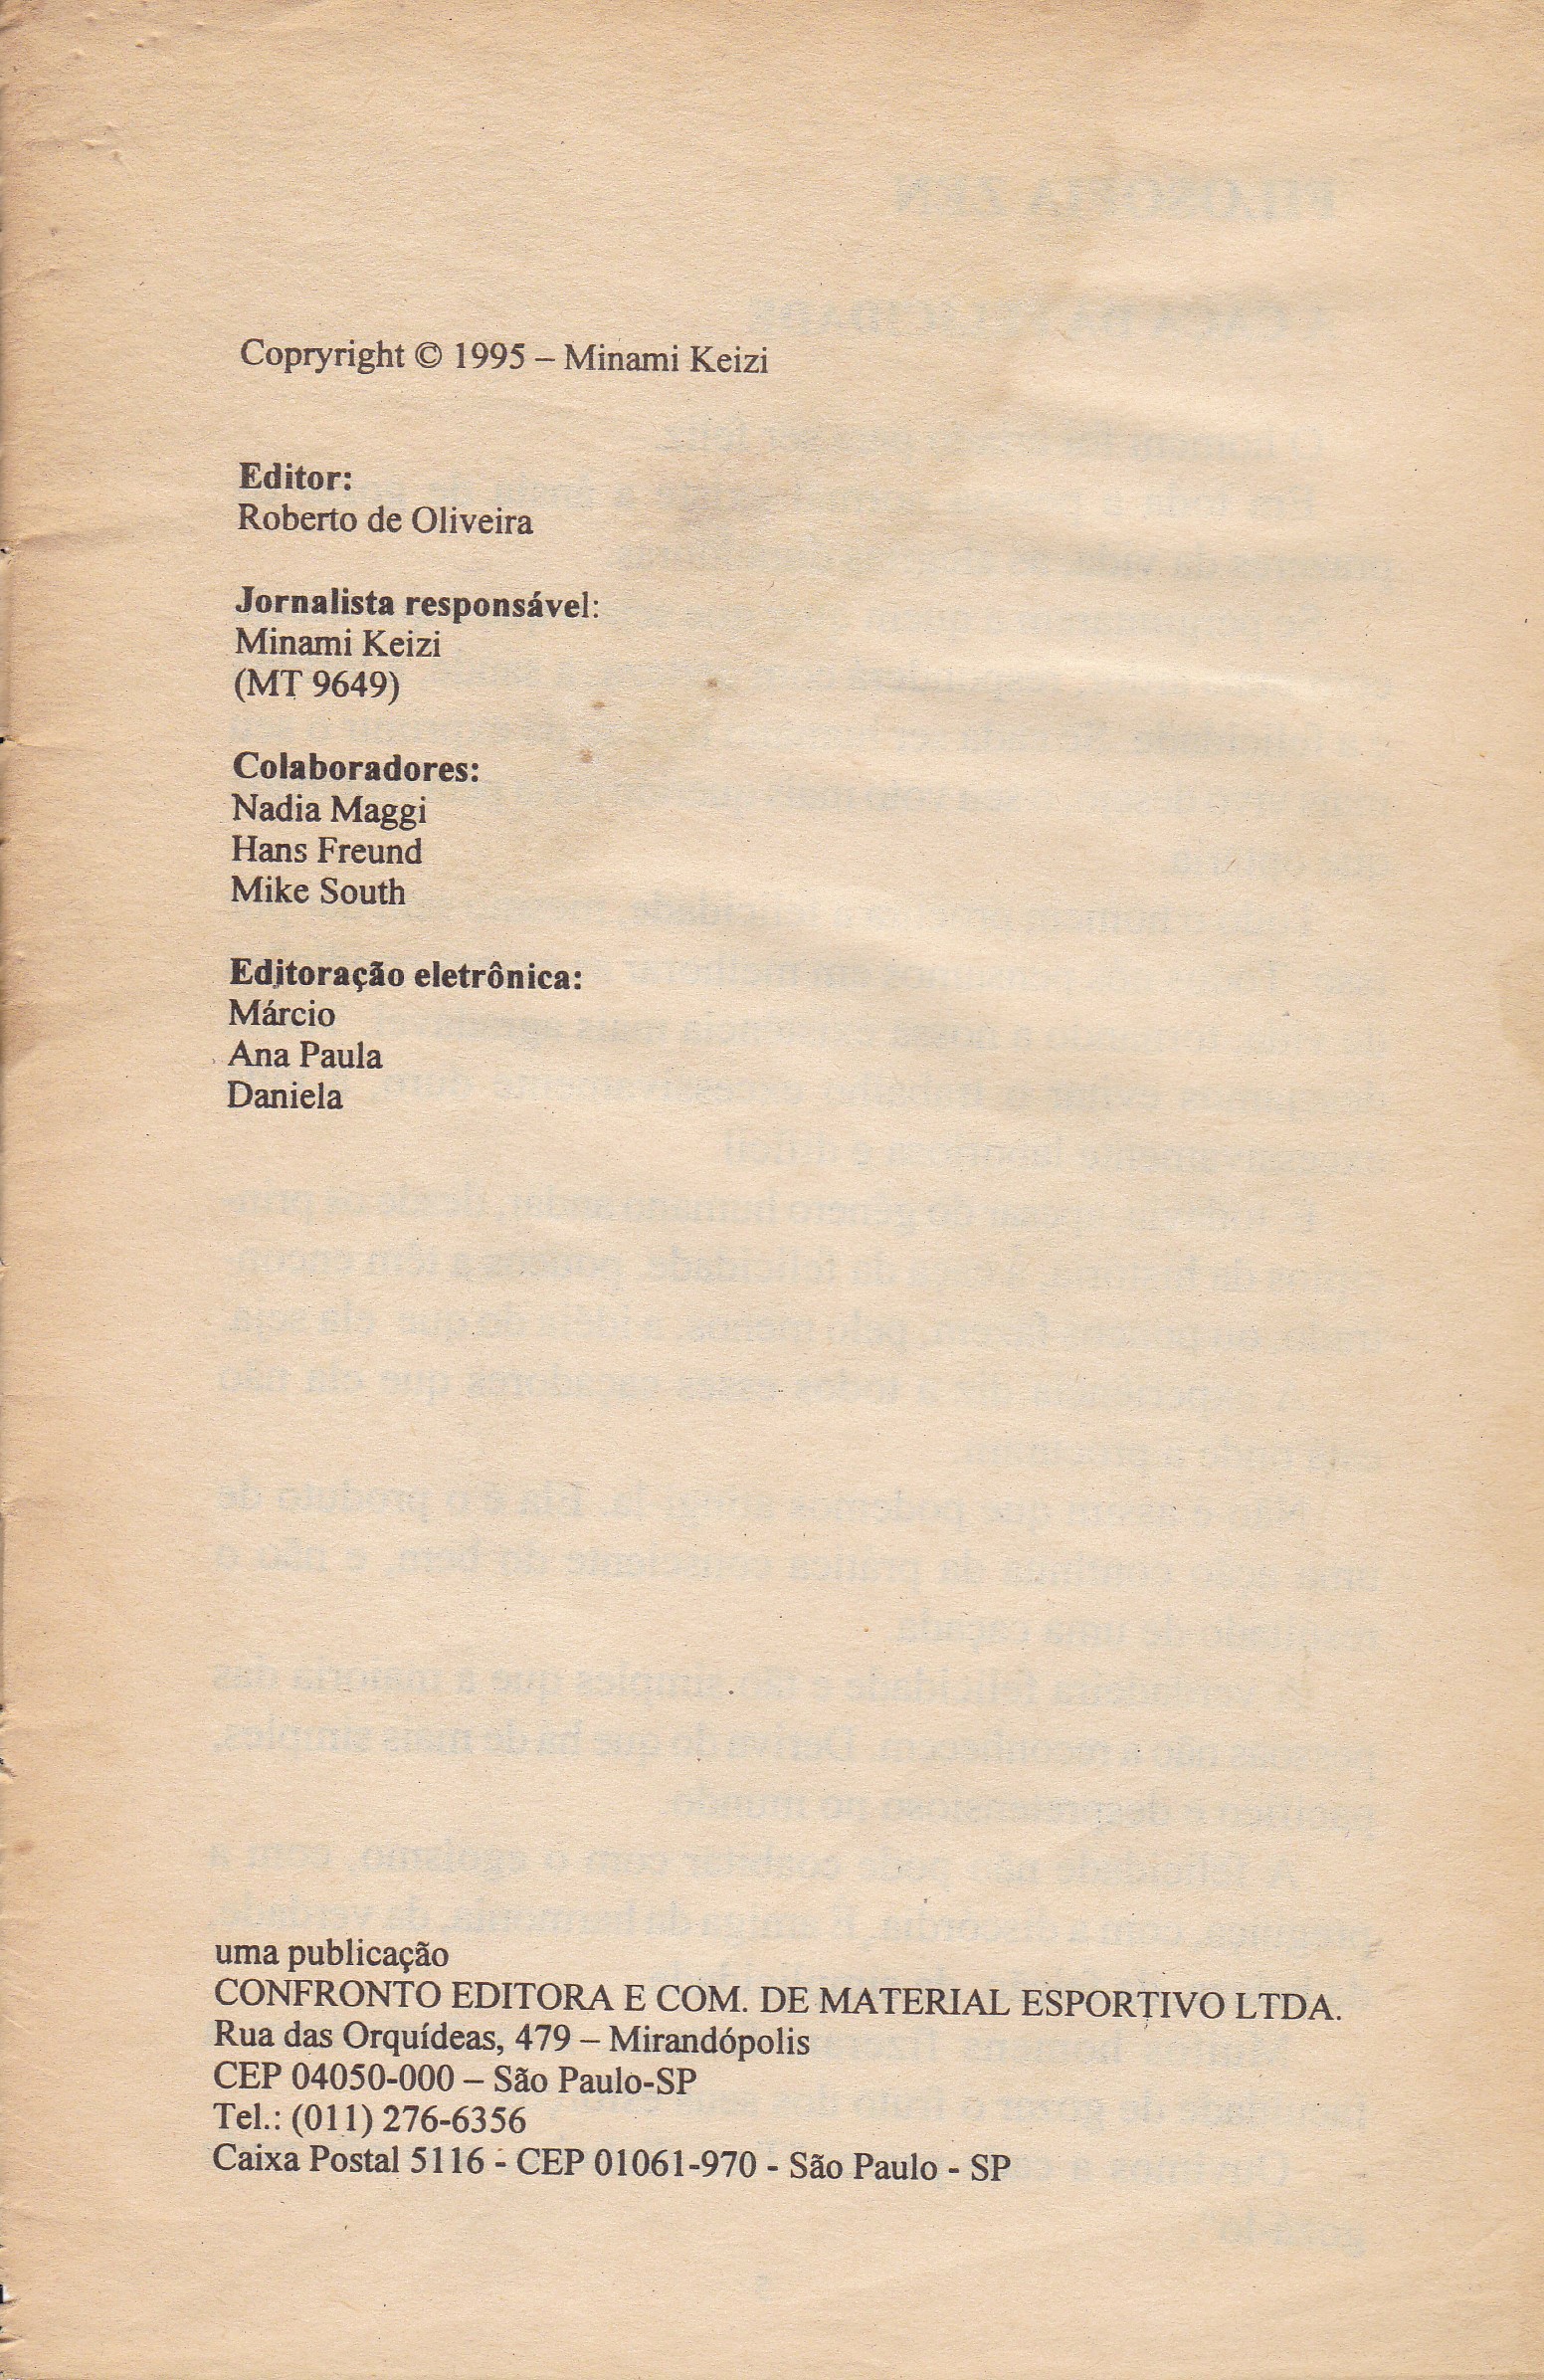 Copryright © 1995 – Minami Keizi
Editor:
Roberto de Oliveira
Jornalista responsável:
Minami Keizi
(MT 9649)
Colaboradores:
Nadia Maggi
Hans Freund
Mike South
Editoração eletrônica:
Márcio
Ana Paula
Daniela
uma publicação
CONFRONTO EDITORA E COM. DE MATERIAL ESPORTIVO LTDA.
Rua das Orquídeas, 479 – Mirandópolis
CEP 04050-000 – São Paulo-SP
Tel.: (011) 276-6356
Caixa Postal 5116 - CEP 01061-970 - São Paulo - SP